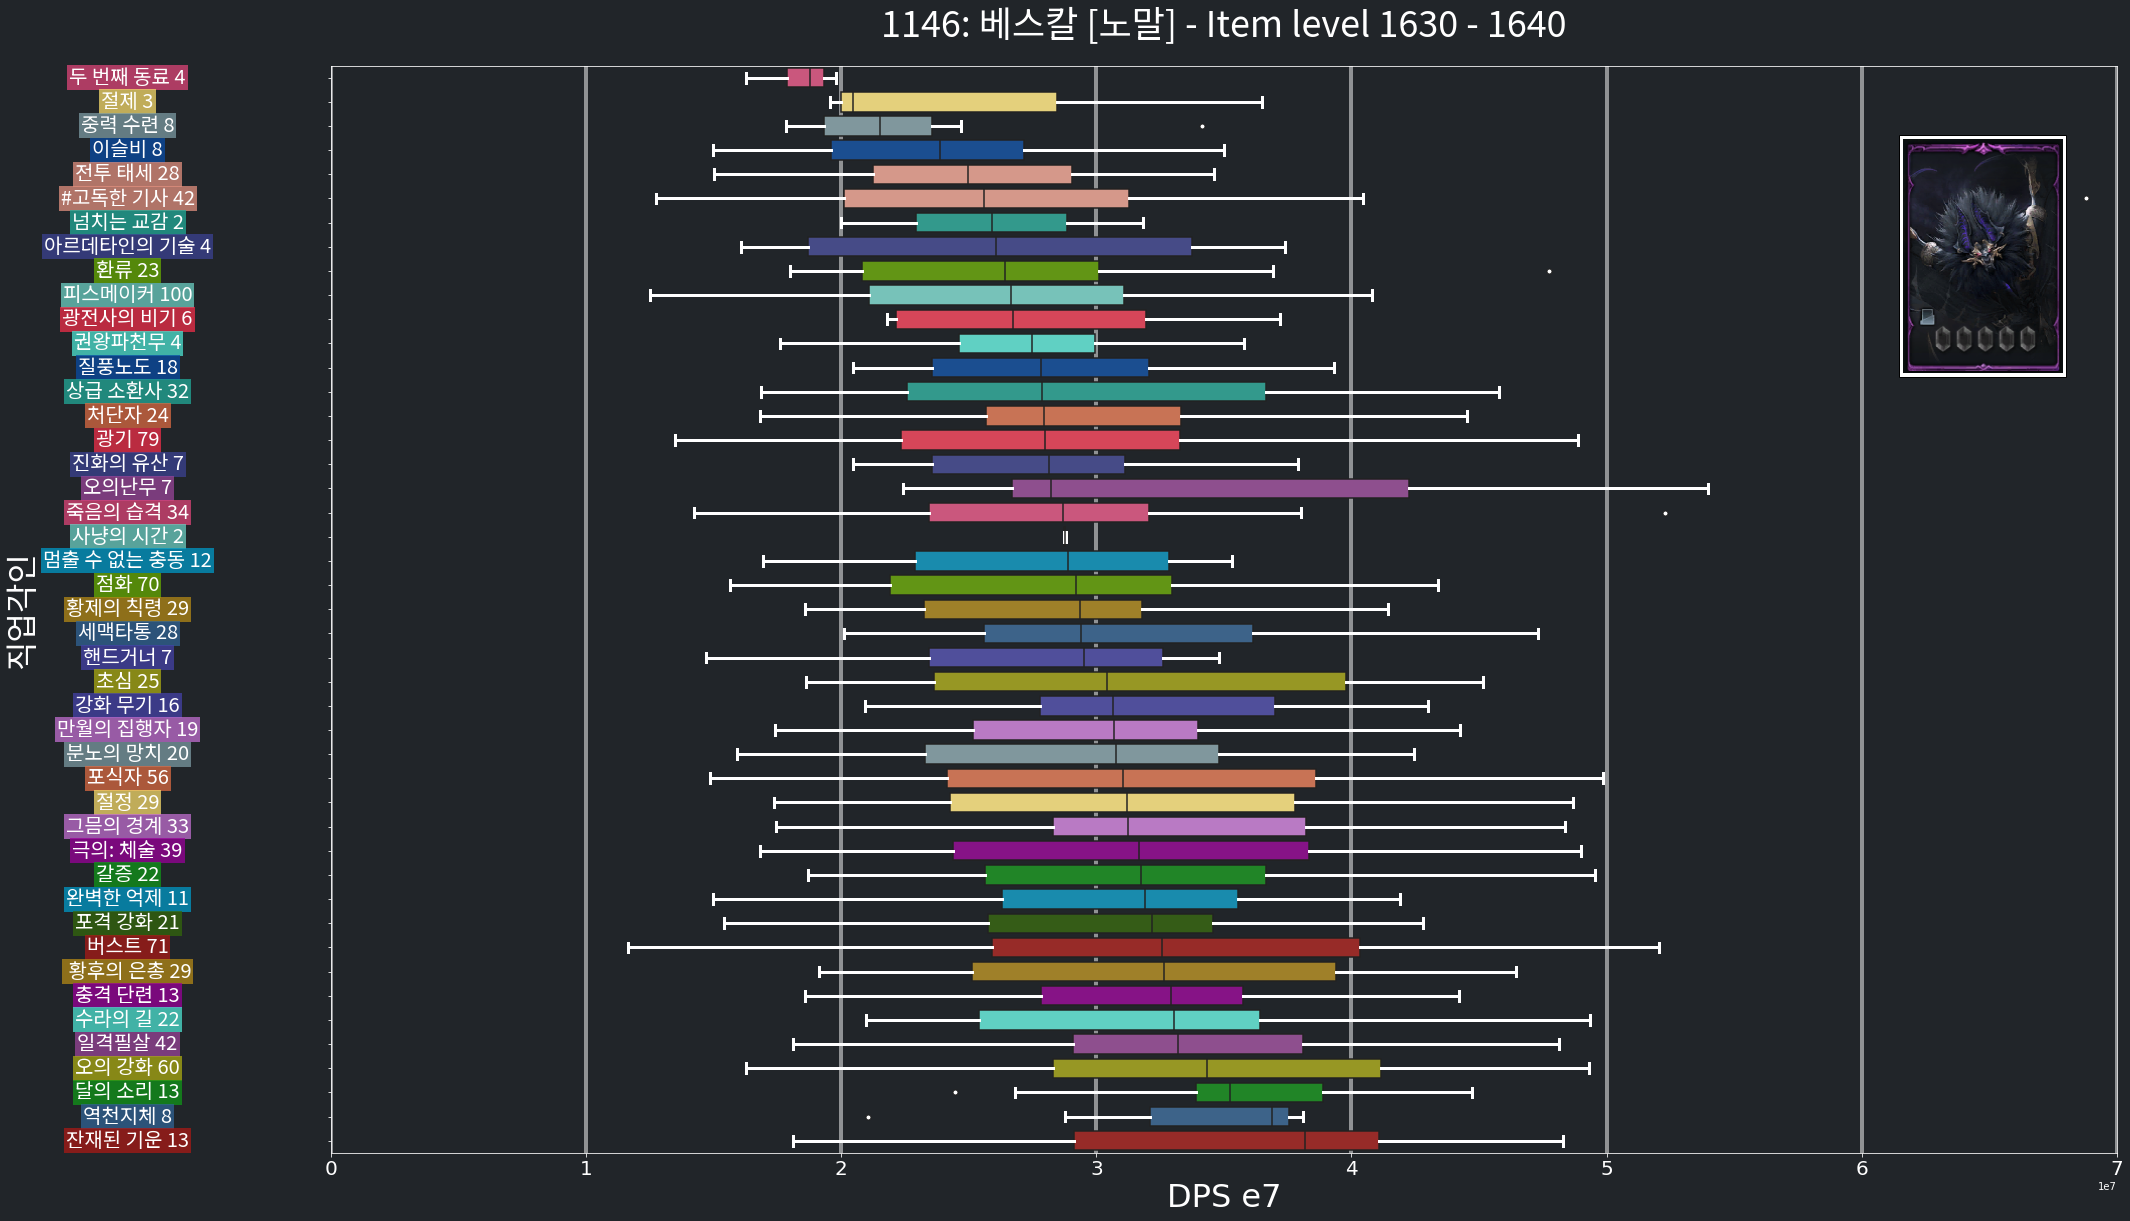 1146: 베스칼 [노말] - Item level 1630 - 1640
두 번째 동료 4
절제 3
중력 수련 8
이슬비 8
전투 태세 28
#고독한 기사 42
넘치는 교감 2
아르데타인의 기술 4
환류 23
피스메이커 100
광전사의 비기 6
권왕파천무 4
질풍노도 18
상급 소환사 32
처단자 24
광기 79
진화의 유산 7
오의난무 7
죽음의 습격 34
사냥의 시간 2
멈출 수 없는 충동 12
점화 70
황제의 칙령 29
세맥타통 28
핸드거너 7
초심 25
강화 무기 16
만월의 집행자 19
분노의 망치 20
포식자 56
절정 29
그믐의 경계 33
극의: 체술 39
갈증 22
완벽한 억제 11
포격 강화 21
버스트 71
황후의 은총 29
충격 단련 13
수라의 길 22
일격필살 42
오의 강화 60
달의 소리 13
역천지체 8
잔재된 기운 13
직업각인
0 1 2 3 4 5 6 7
1e7
DPS e7